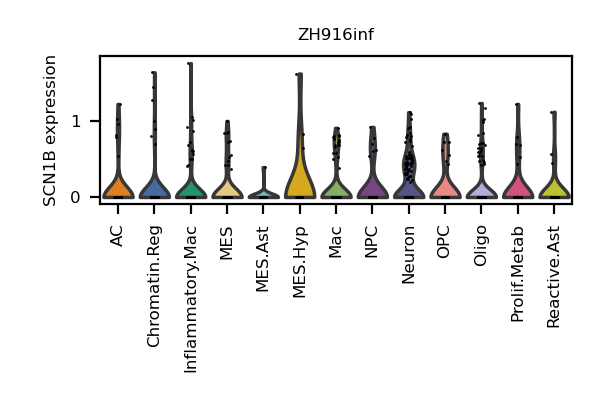 ZH916inf
SCN1B expression
1
0
AC
Chromatin.Reg
Inflammatory.Mac
MES
MES.Ast
MES.Hyp
Mac
NPC
Neuron
OPC
Oligo
Prolif.Metab
Reactive.Ast